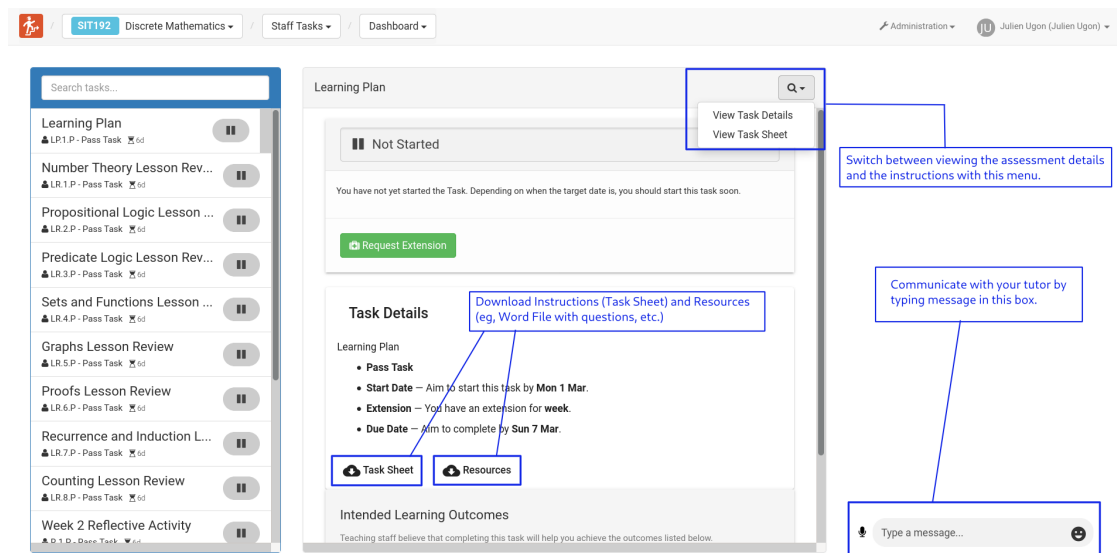 SIT192 Discrete Mathematics
Staff Tasks
Dashboard
Administration
JU Julien Ugon (Julien Ugon)
Search tasks...
Learning Plan
LP.1.P - Pass Task 6d
Number Theory Lesson Rev...
LR.1.P - Pass Task 6d
Propositional Logic Lesson ...
LR.2.P - Pass Task 6d
Predicate Logic Lesson Rev...
LR.3.P - Pass Task 6d
Sets and Functions Lesson ...
LR.4.P - Pass Task 6d
Graphs Lesson Review
LR.5.P - Pass Task 6d
Proofs Lesson Review
LR.6.P - Pass Task 6d
Recurrence and Induction L...
LR.7.P - Pass Task 6d
Counting Lesson Review
LR.8.P - Pass Task 6d
Week 2 Reflective Activity
P.1.P - Pass Task 6d
Learning Plan
View Task Details
View Task Sheet
Not Started
You have not yet started the Task. Depending on when the target date is, you should start this task soon.
Request Extension
Task Details
Download Instructions (Task Sheet) and Resources
(eg, Word File with questions, etc.)
Learning Plan
• Pass Task
• Start Date — Aim to start this task by Mon 1 Mar.
• Extension — You have an extension for week.
• Due Date — Aim to complete by Sun 7 Mar.
Task Sheet
Resources
Intended Learning Outcomes
Teaching staff believe that completing this task will help you achieve the outcomes listed below.
Switch between viewing the assessment details
and the instructions with this menu.
Communicate with your tutor by
typing message in this box.
Type a message...